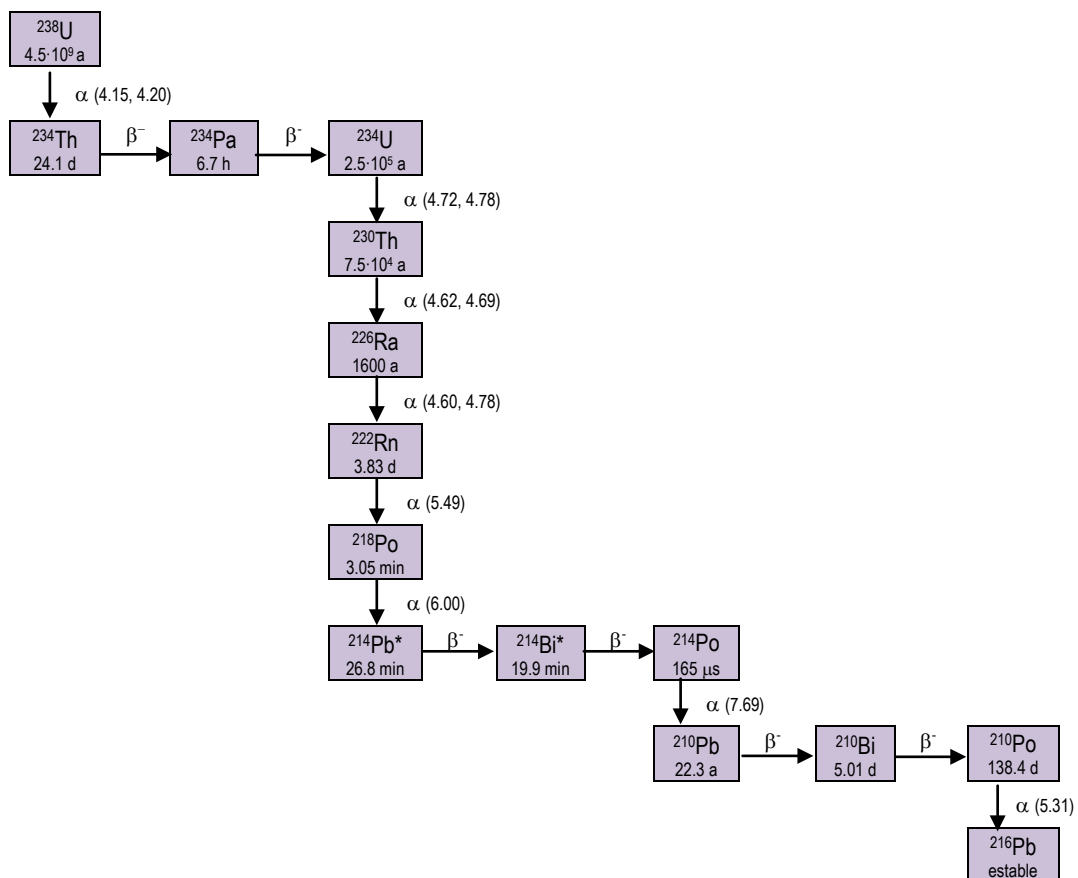 ²³⁸U
4.5·10⁹ a
α (4.15, 4.20)
²³⁴Th
24.1 d
β⁻
²³⁴Pa
6.7 h
β⁻
²³⁴U
2.5·10⁵ a
α (4.72, 4.78)
²³⁰Th
7.5·10⁴ a
α (4.62, 4.69)
²²⁶Ra
1600 a
α (4.60, 4.78)
²²²Rn
3.83 d
α (5.49)
²¹⁸Po
3.05 min
α (6.00)
²¹⁴Pb*
26.8 min
β⁻
²¹⁴Bi*
19.9 min
β⁻
²¹⁴Po
165 μs
α (7.69)
²¹⁰Pb
22.3 a
β⁻
²¹⁰Bi
5.01 d
β⁻
²¹⁰Po
138.4 d
α (5.31)
²¹⁶Pb
estable